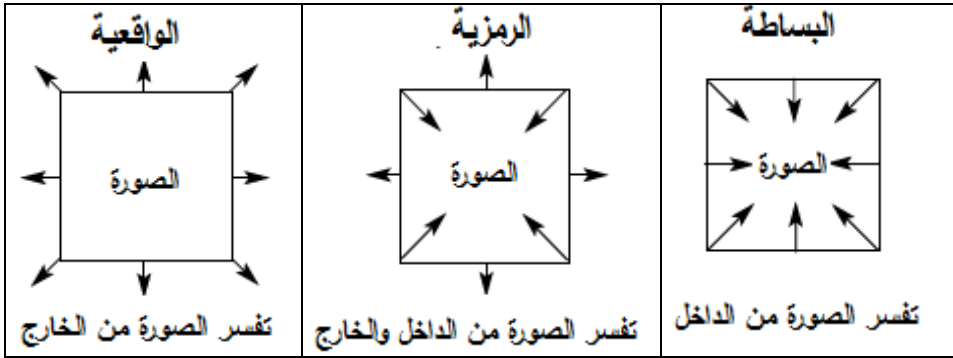 البساطة
الصورة
تفسر الصورة من الداخل
الرمزية
الصورة
تفسر الصورة من الداخل والخارج
الواقعية
الصورة
تفسر الصورة من الخارج